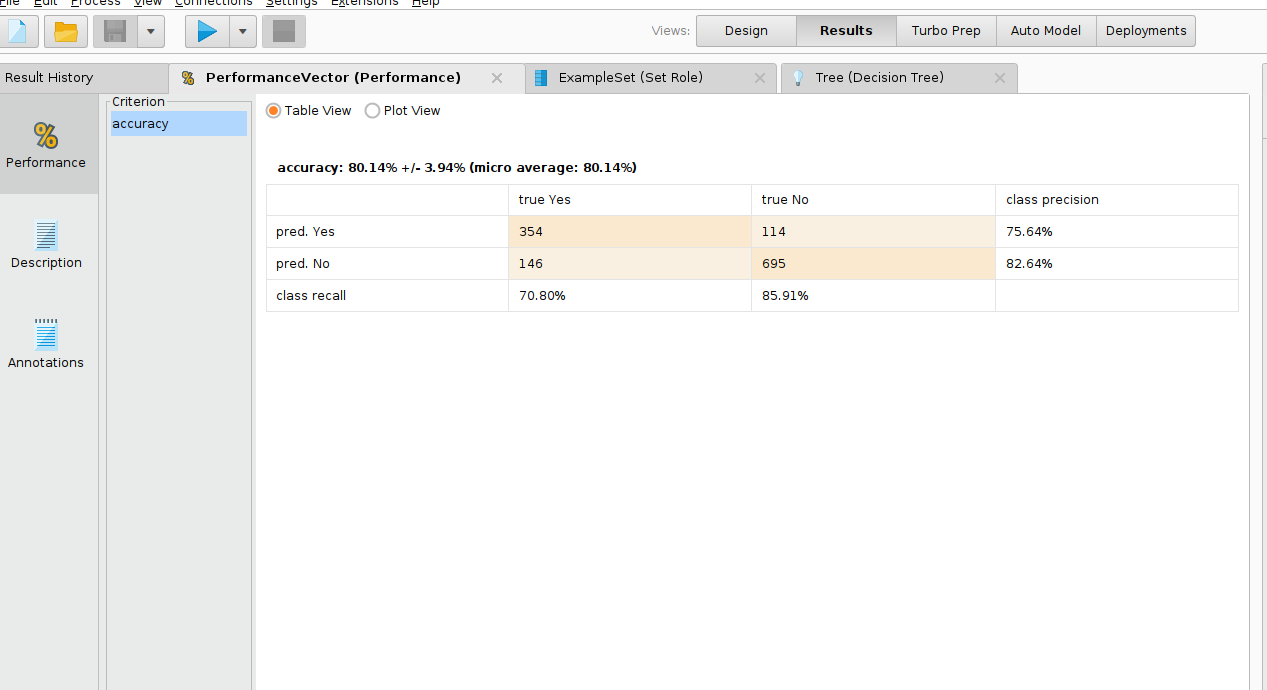 File Edit Process View Connections Settings Extensions Help
Views: Design Results Turbo Prep Auto Model Deployments
Result History PerformanceVector (Performance) ExampleSet (Set Role) Tree (Decision Tree)
Performance
Description
Annotations
Criterion
accuracy
Table View Plot View
accuracy: 80.14% +/- 3.94% (micro average: 80.14%)
true Yes true No class precision
pred. Yes 354 114 75.64%
pred. No 146 695 82.64%
class recall 70.80% 85.91%